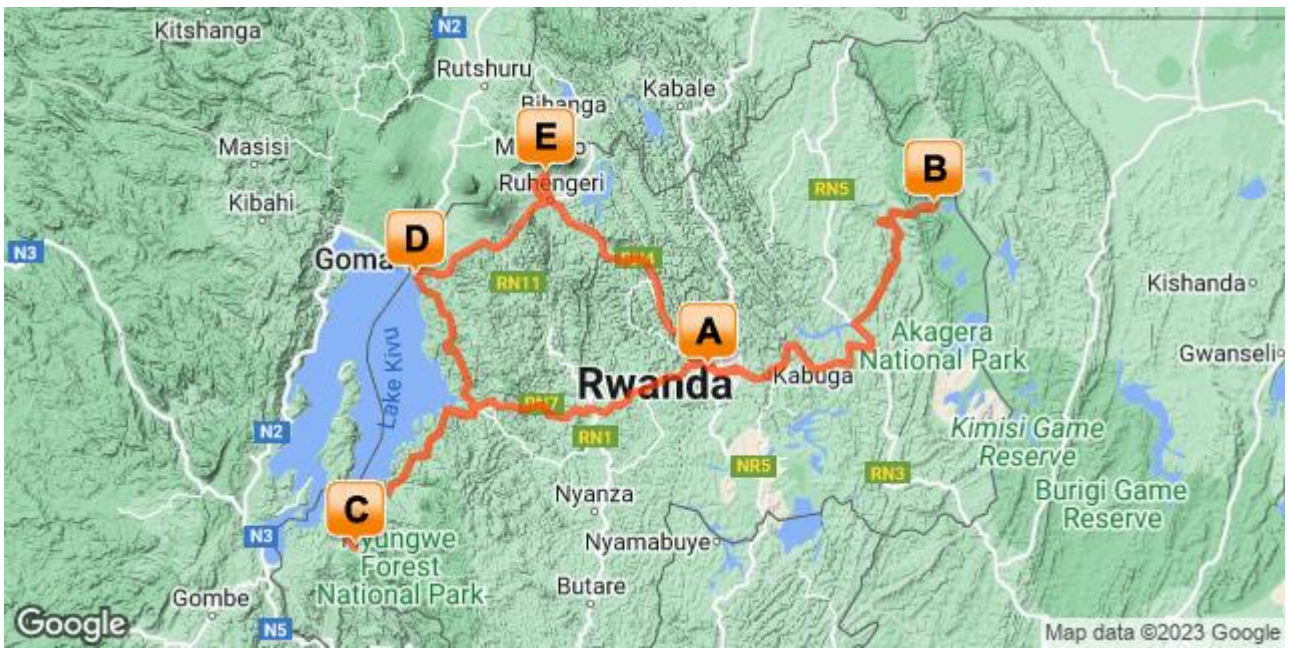 Kitshanga
N2
Rutshuru
Kabale
Bihanga
E
Masisi
Ruhengeri
B
RN5
Kibahi
D
N3
Goma
RN4
RN11
Kishanda
A
Akagera
National Park
Gwanseli
Lake Kivu
Rwanda
Kabuga
RN7
N2
RN1
Kimisi Game
Reserve
NR5
RN3
Burigi Game
Reserve
C
Nyanza
N3
Nyungwe
Forest
National Park
Nyamabuye
Gombe
Butare
N5
Google
Map data ©2023 Google